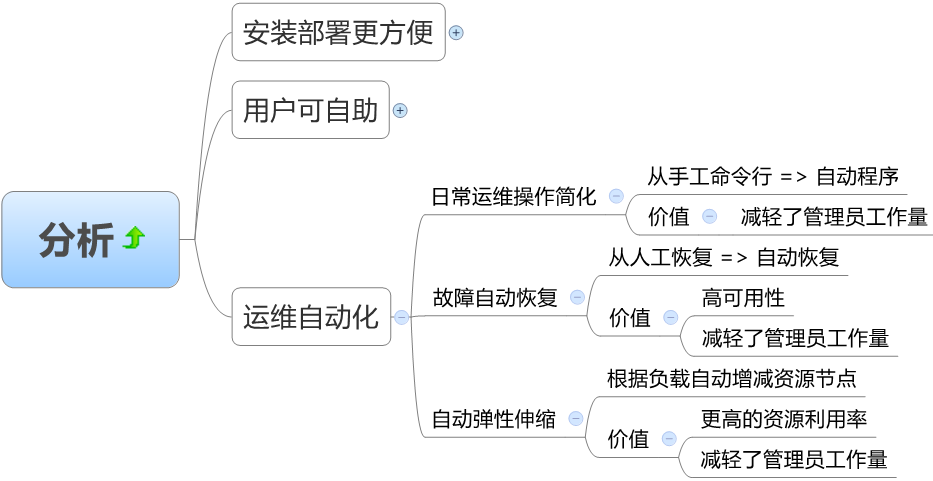 分析
安装部署更方便
用户可自助
运维自动化
日常运维操作简化
从手工命令行 => 自动程序
价值
减轻了管理员工作量
故障自动恢复
从人工恢复 => 自动恢复
价值
高可用性
减轻了管理员工作量
自动弹性伸缩
根据负载自动增减资源节点
价值
更高的资源利用率
减轻了管理员工作量